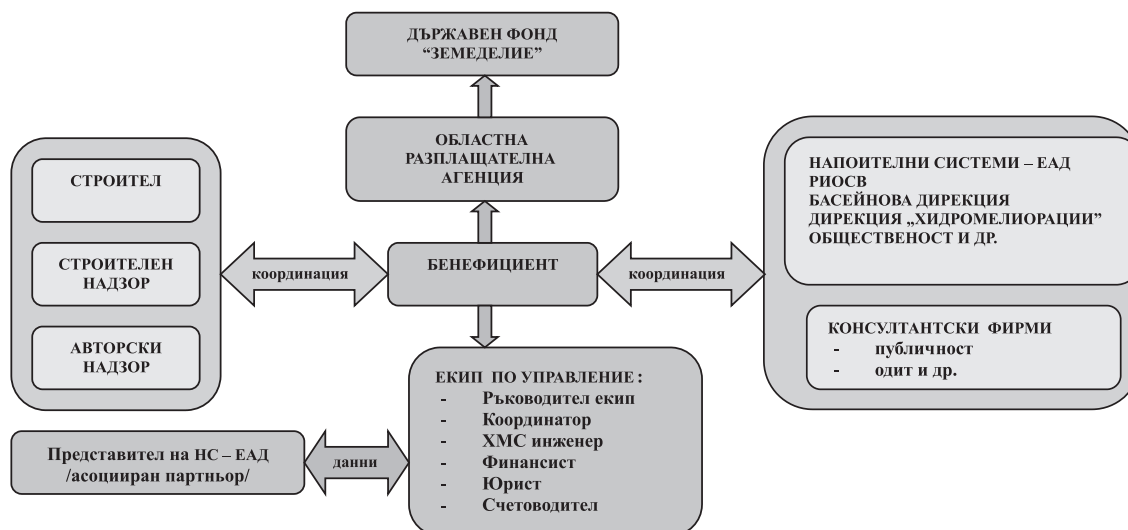 ДЪРЖАВЕН ФОНД
“ЗЕМЕДЕЛИЕ”
ОБЛАСТНА
РАЗПЛАЩАТЕЛНА
АГЕНЦИЯ
СТРОИТЕЛ
СТРОИТЕЛЕН
НАДЗОР
АВТОРСКИ
НАДЗОР
координация
БЕНЕФИЦИЕНТ
координация
НАПОИТЕЛНИ СИСТЕМИ – ЕАД
РИОСВ
БАСЕЙНОВА ДИРЕКЦИЯ
ДИРЕКЦИЯ „ХИДРОМЕЛИОРАЦИИ”
ОБЩЕСТВЕНОСТ И ДР.
КОНСУЛТАНТСКИ ФИРМИ
- публичност
- одит и др.
ЕКИП ПО УПРАВЛЕНИЕ :
- Ръководител екип
- Координатор
- ХМС инженер
- Финансист
- Юрист
- Счетоводител
данни
Представител на НС – ЕАД
/асоцииран партньор/